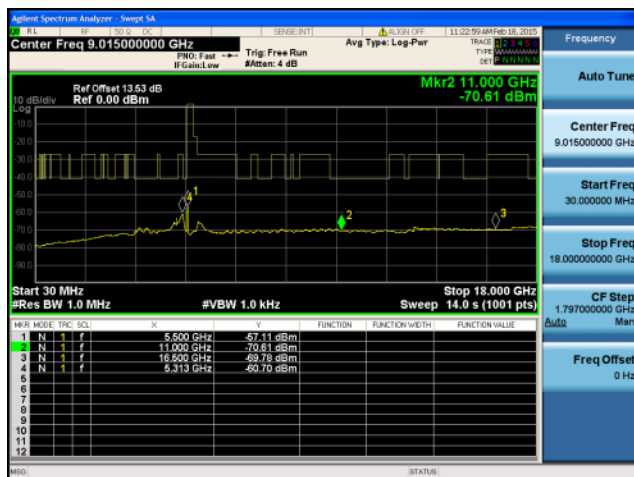 Agilent Spectrum Analyzer - Swept SA
RL RF 50 Ω DC SENSE:INT ALIGN OFF 11:22:59 AM Feb 18, 2015
Center Freq 9.015000000 GHz
PNO: Fast
IFGain:Low
Trig: Free Run
#Atten: 4 dB
Avg Type: Log-Pwr
TRACE 1 2 3 4 5 6
TYPE
DET P N N N N N
Ref Offset 13.53 dB
Ref 0.00 dBm
10 dB/div
Log
Mkr2 11.000 GHz
-70.61 dBm
-10.0
-20.0
-30.0
-40.0
-50.0
-60.0
-70.0
-80.0
-90.0
4 1
2
3
Start 30 MHz Stop 18.000 GHz
#Res BW 1.0 MHz #VBW 1.0 kHz Sweep 14.0 s (1001 pts)
MKR MODE TRC SCL X Y FUNCTION FUNCTION WIDTH FUNCTION VALUE
1 N 1 f 5.500 GHz -57.11 dBm
2 N 1 f 11.000 GHz -70.61 dBm
3 N 1 f 16.500 GHz -69.78 dBm
4 N 1 f 5.313 GHz -60.70 dBm
5
6
7
8
9
10
11
12
MSG STATUS
Frequency
Auto Tune
Center Freq
9.015000000 GHz
Start Freq
30.000000 MHz
Stop Freq
18.000000000 GHz
CF Step
1.797000000 GHz
Auto Man
Freq Offset
0 Hz